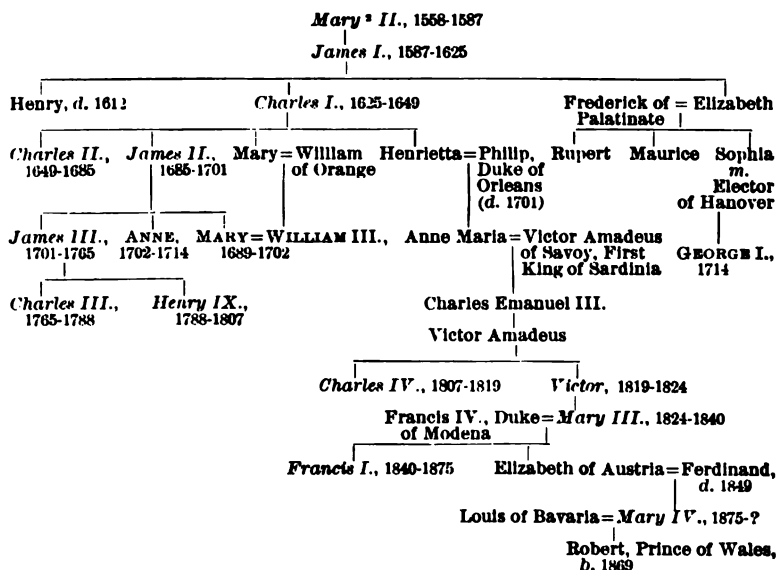 Mary² II., 1558-1587
James I., 1587-1625
Henry, d. 1612 Charles I., 1625-1649 Frederick of = Elizabeth
Palatinate
Charles II., James II., Mary = William Henrietta = Philip, Rupert Maurice Sophia
1649-1685 1685-1701 of Orange Duke of m.
Orleans Elector
(d. 1701) of Hanover
James III., ANNE, MARY = WILLIAM III., Anne Maria = Victor Amadeus
1701-1765 1702-1714 1689-1702 of Savoy, First GEORGE I.,
King of Sardinia 1714
Charles III., Henry IX., Charles Emanuel III.
1765-1788 1788-1807
Victor Amadeus
Charles IV., 1807-1819 Victor, 1819-1824
Francis IV., Duke = Mary III., 1824-1840
of Modena
Francis I., 1840-1875 Elizabeth of Austria = Ferdinand,
d. 1849
Louis of Bavaria = Mary IV., 1875-?
Robert, Prince of Wales,
b. 1869